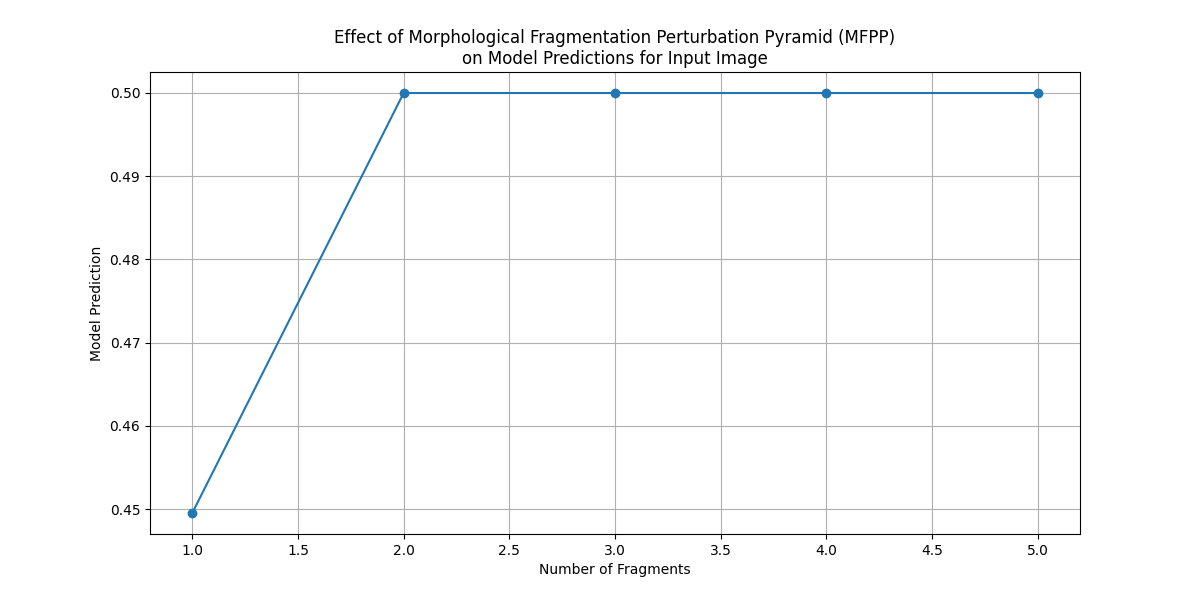 Effect of Morphological Fragmentation Perturbation Pyramid (MFPP)
on Model Predictions for Input Image
0.50
0.49
0.48
0.47
0.46
0.45
Model Prediction
1.0 1.5 2.0 2.5 3.0 3.5 4.0 4.5 5.0
Number of Fragments